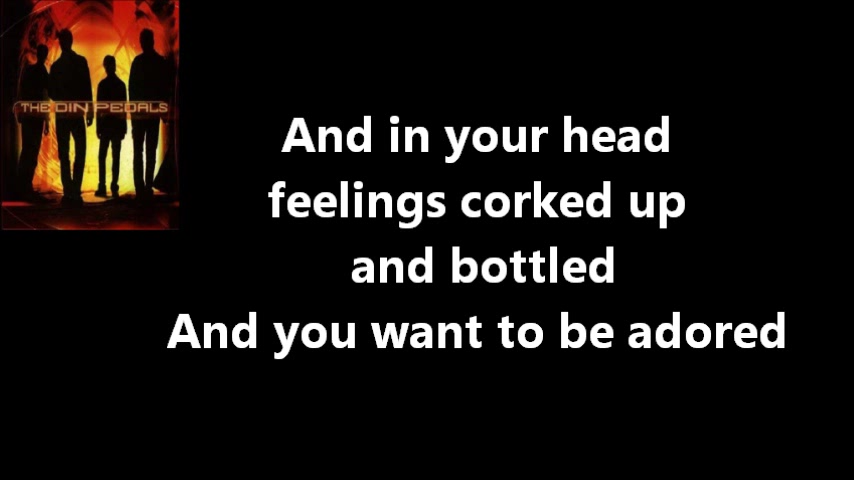 THE DIN PEDALS
And in your head
feelings corked up
and bottled
And you want to be adored